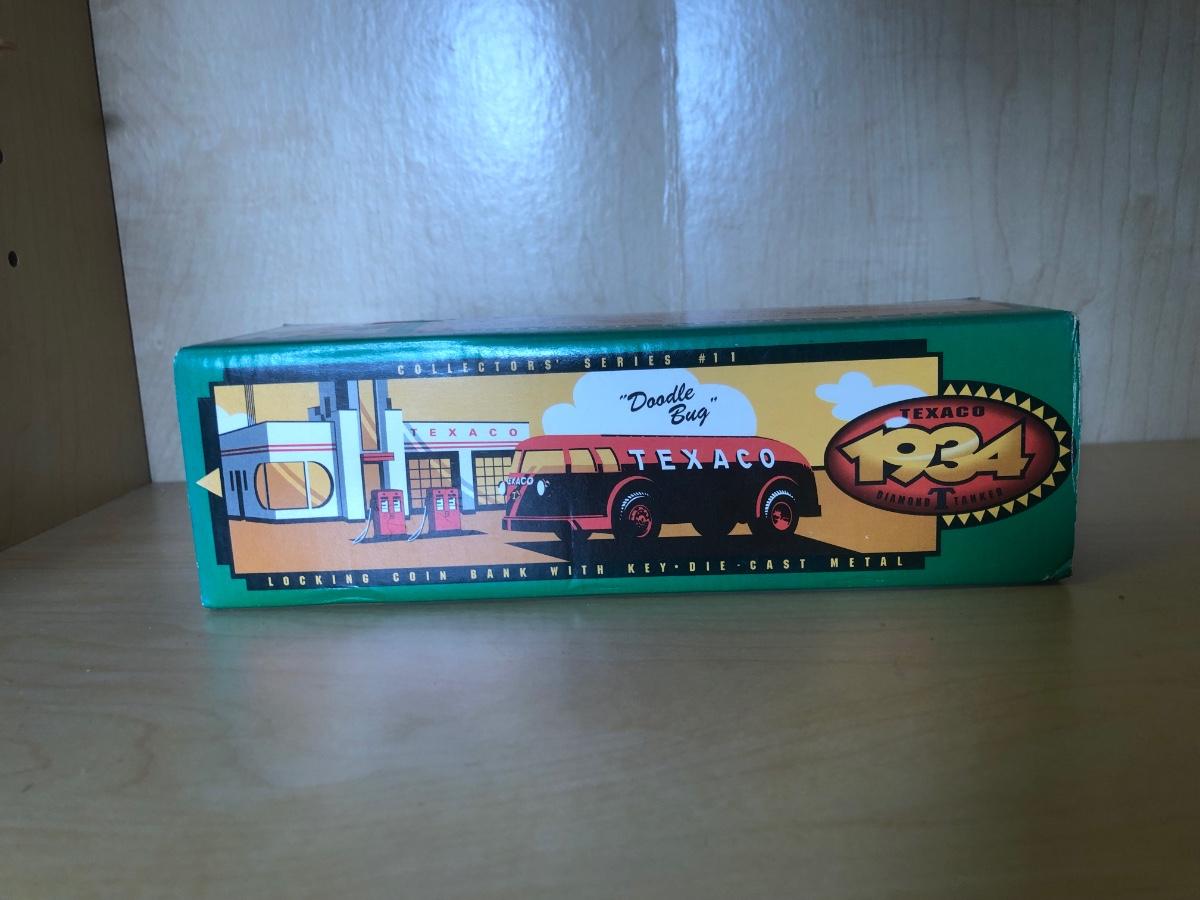 COLLECTORS' SERIES #11
"Doodle
Bug"
TEXACO
TEXACO
TEXACO
TEXACO
1934
DIAMOND T TANKER
LOCKING COIN BANK WITH KEY•DIE-CAST METAL